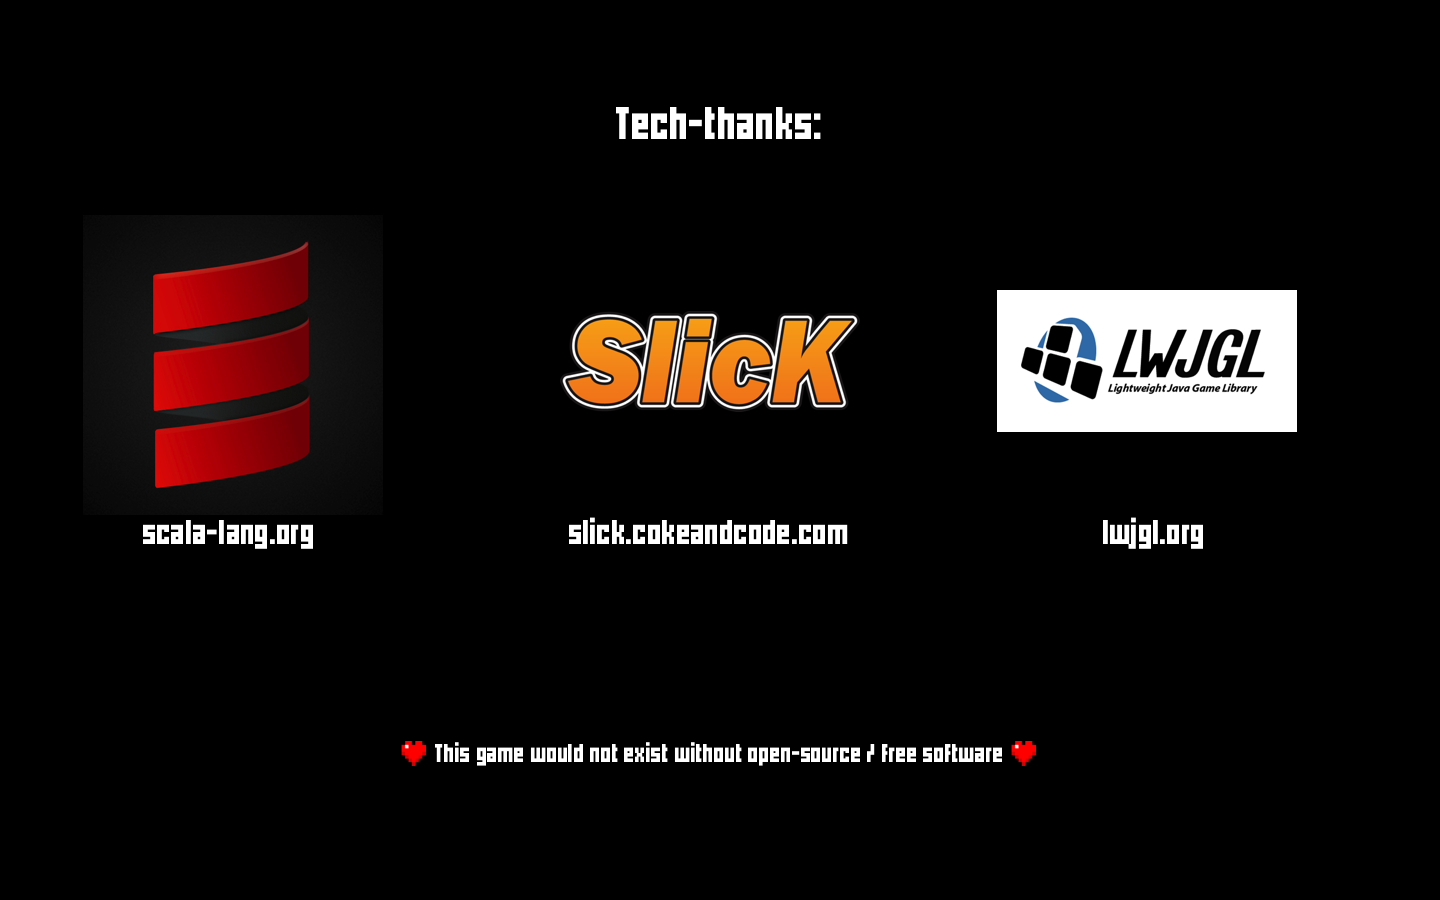 Tech-thanks:
SlicK
LWJGL
Lightweight Java Game Library
scala-lang.org
slick.cokeandcode.com
lwjgl.org
This game would not exist without open-source / free software